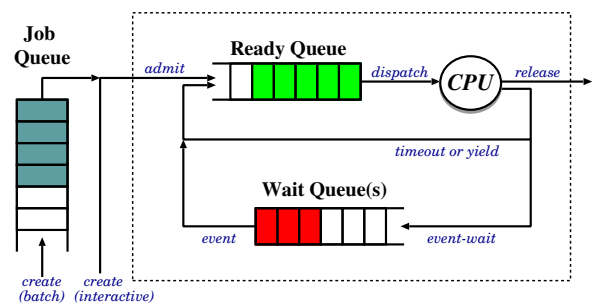 Job
Queue
Ready Queue
admit
dispatch
CPU
release
timeout or yield
Wait Queue(s)
event
event-wait
create
(batch)
create
(interactive)